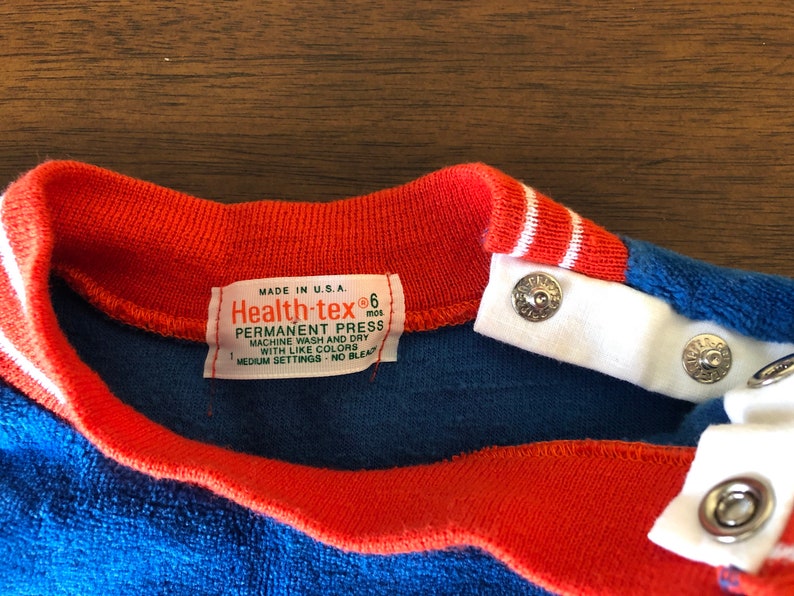 MADE IN U.S.A.
Health-tex® 6 mos.
PERMANENT PRESS
MACHINE WASH AND DRY
WITH LIKE COLORS
1 MEDIUM SETTINGS - NO BLEACH